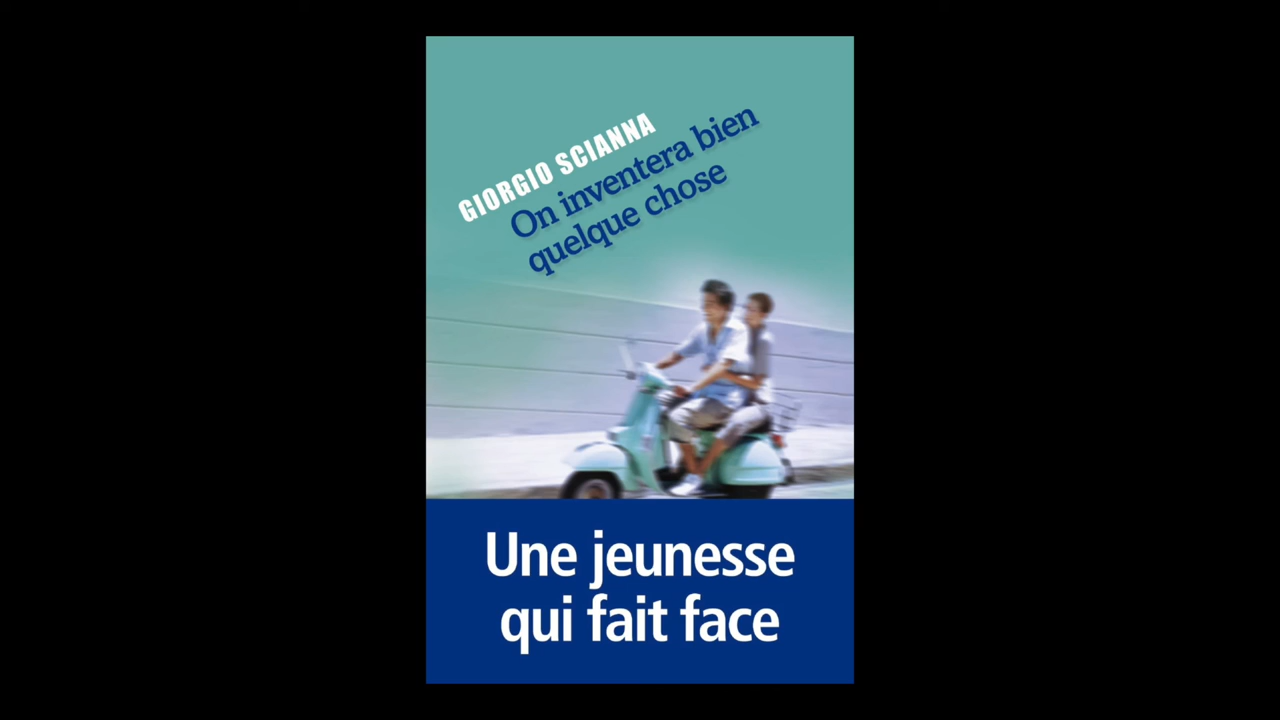 GIORGIO SCIANNA
On inventera bien
quelque chose
Une jeunesse
qui fait face